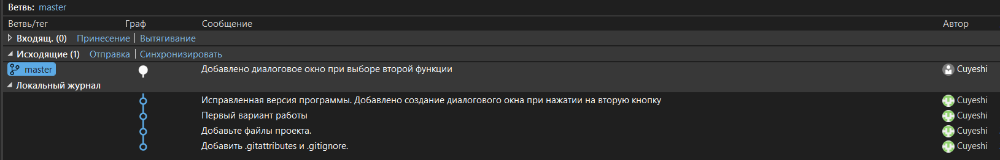 Ветвь: master
Ветвь/тег Граф Сообщение Автор
Входящ. (0) Принесение Вытягивание
Исходящие (1) Отправка Синхронизировать
master Добавлено диалоговое окно при выборе второй функции Cuyeshi
Локальный журнал
Исправленная версия программы. Добавлено создание диалогового окна при нажатии на вторую кнопку Cuyeshi
Первый вариант работы Cuyeshi
Добавьте файлы проекта. Cuyeshi
Добавить .gitattributes и .gitignore. Cuyeshi